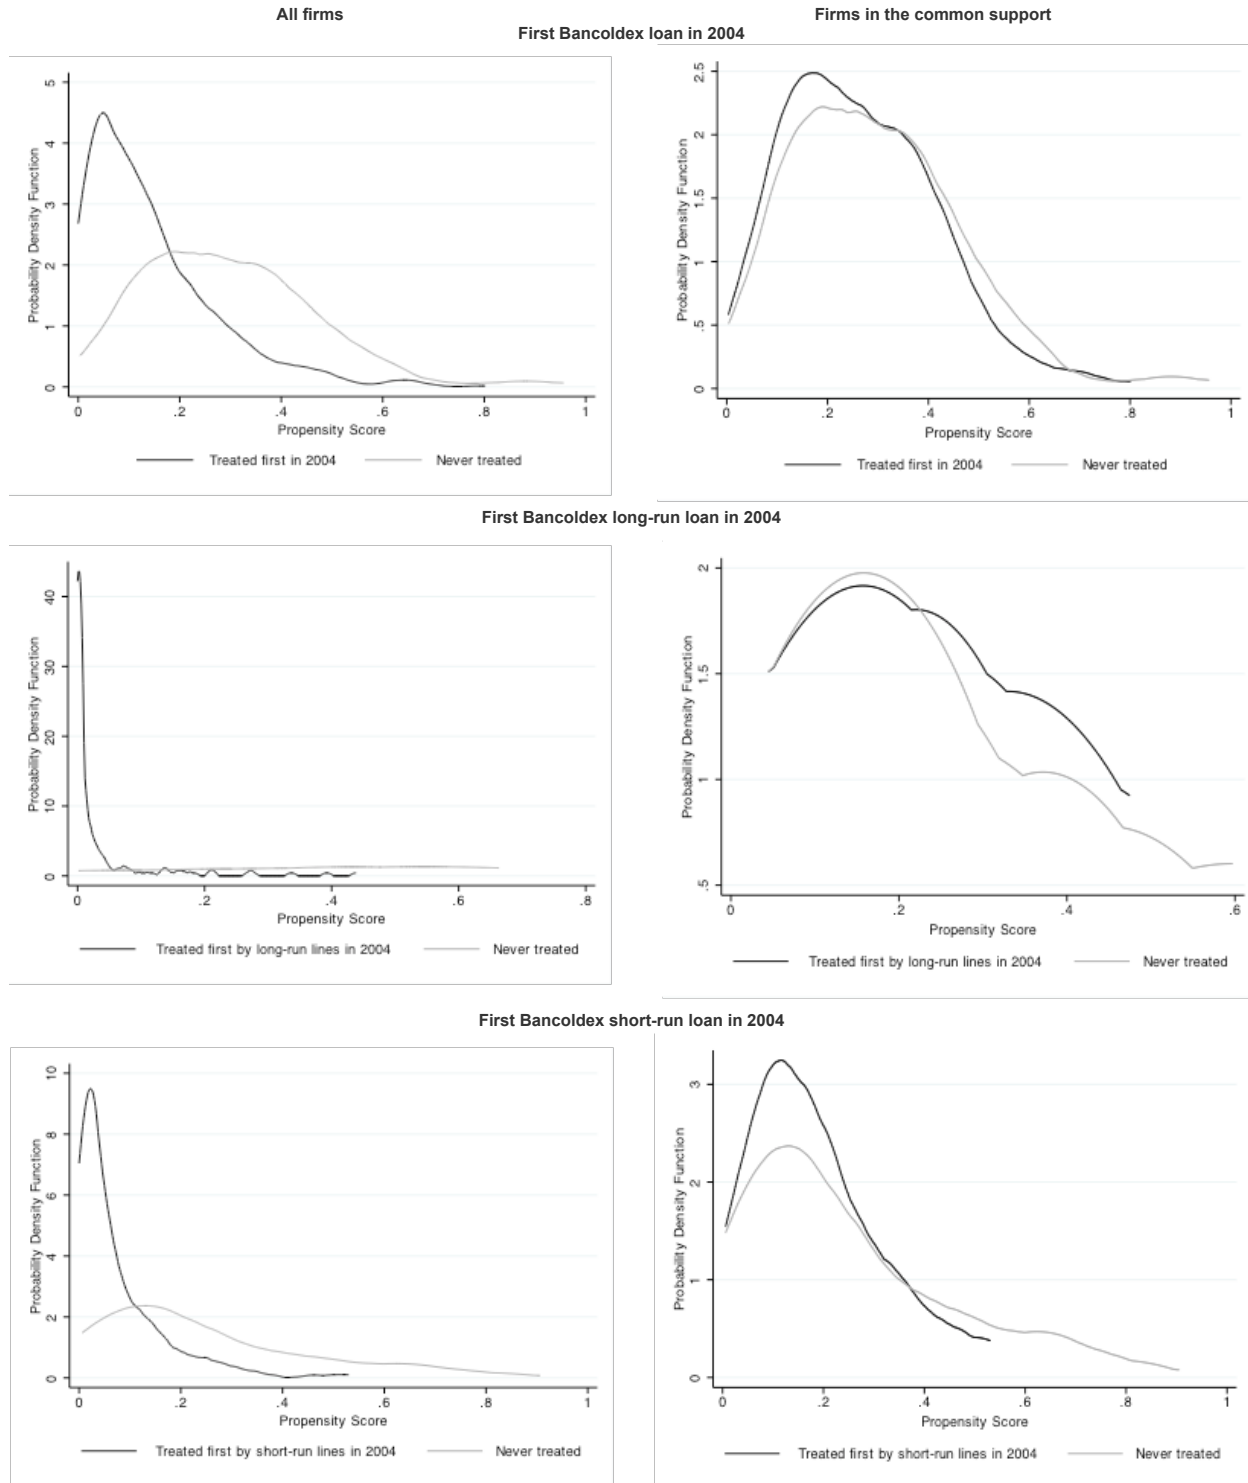 All firms
Firms in the common support
First Bancoldex loan in 2004
Probability Density Function
0 1 2 3 4 5
0 .2 .4 .6 .8 1
Propensity Score
Treated first in 2004 Never treated
Probability Density Function
0 .5 1 1.5 2 2.5
0 .2 .4 .6 .8 1
Propensity Score
Treated first in 2004 Never treated
First Bancoldex long-run loan in 2004
Probability Density Function
0 10 20 30 40
0 .2 .4 .6 .8
Propensity Score
Treated first by long-run lines in 2004 Never treated
Probability Density Function
.5 1 1.5 2
0 .2 .4 .6
Propensity Score
Treated first by long-run lines in 2004 Never treated
First Bancoldex short-run loan in 2004
Probability Density Function
0 2 4 6 8 10
0 .2 .4 .6 .8 1
Propensity Score
Treated first by short-run lines in 2004 Never treated
Probability Density Function
0 1 2 3
0 .2 .4 .6 .8 1
Propensity Score
Treated first by short-run lines in 2004 Never treated